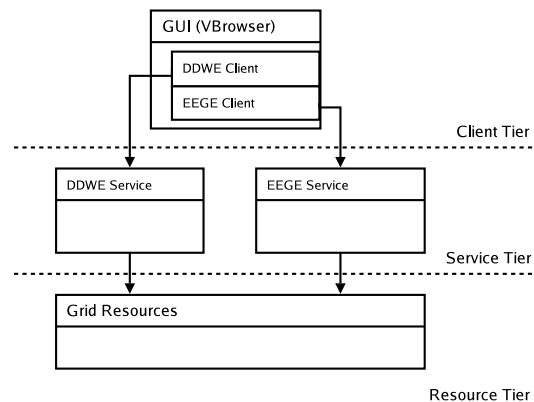 GUI (VBrowser)
DDWE Client
EEGE Client
Client Tier
DDWE Service
EEGE Service
Service Tier
Grid Resources
Resource Tier